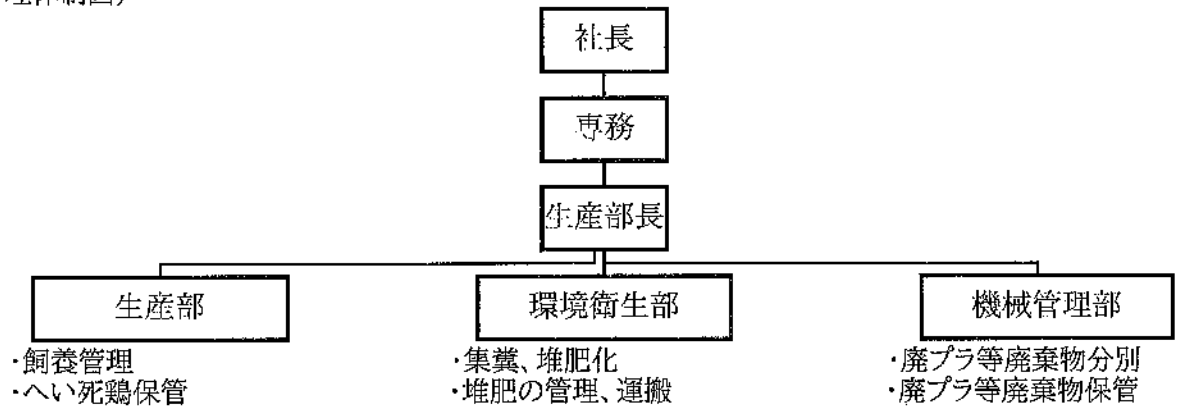 社長
専務
生産部長
生産部
環境衛生部
機械管理部
・飼養管理
・へい死鶏保管
・集糞、堆肥化
・堆肥の管理、運搬
・廃プラ等廃棄物分別
・廃プラ等廃棄物保管